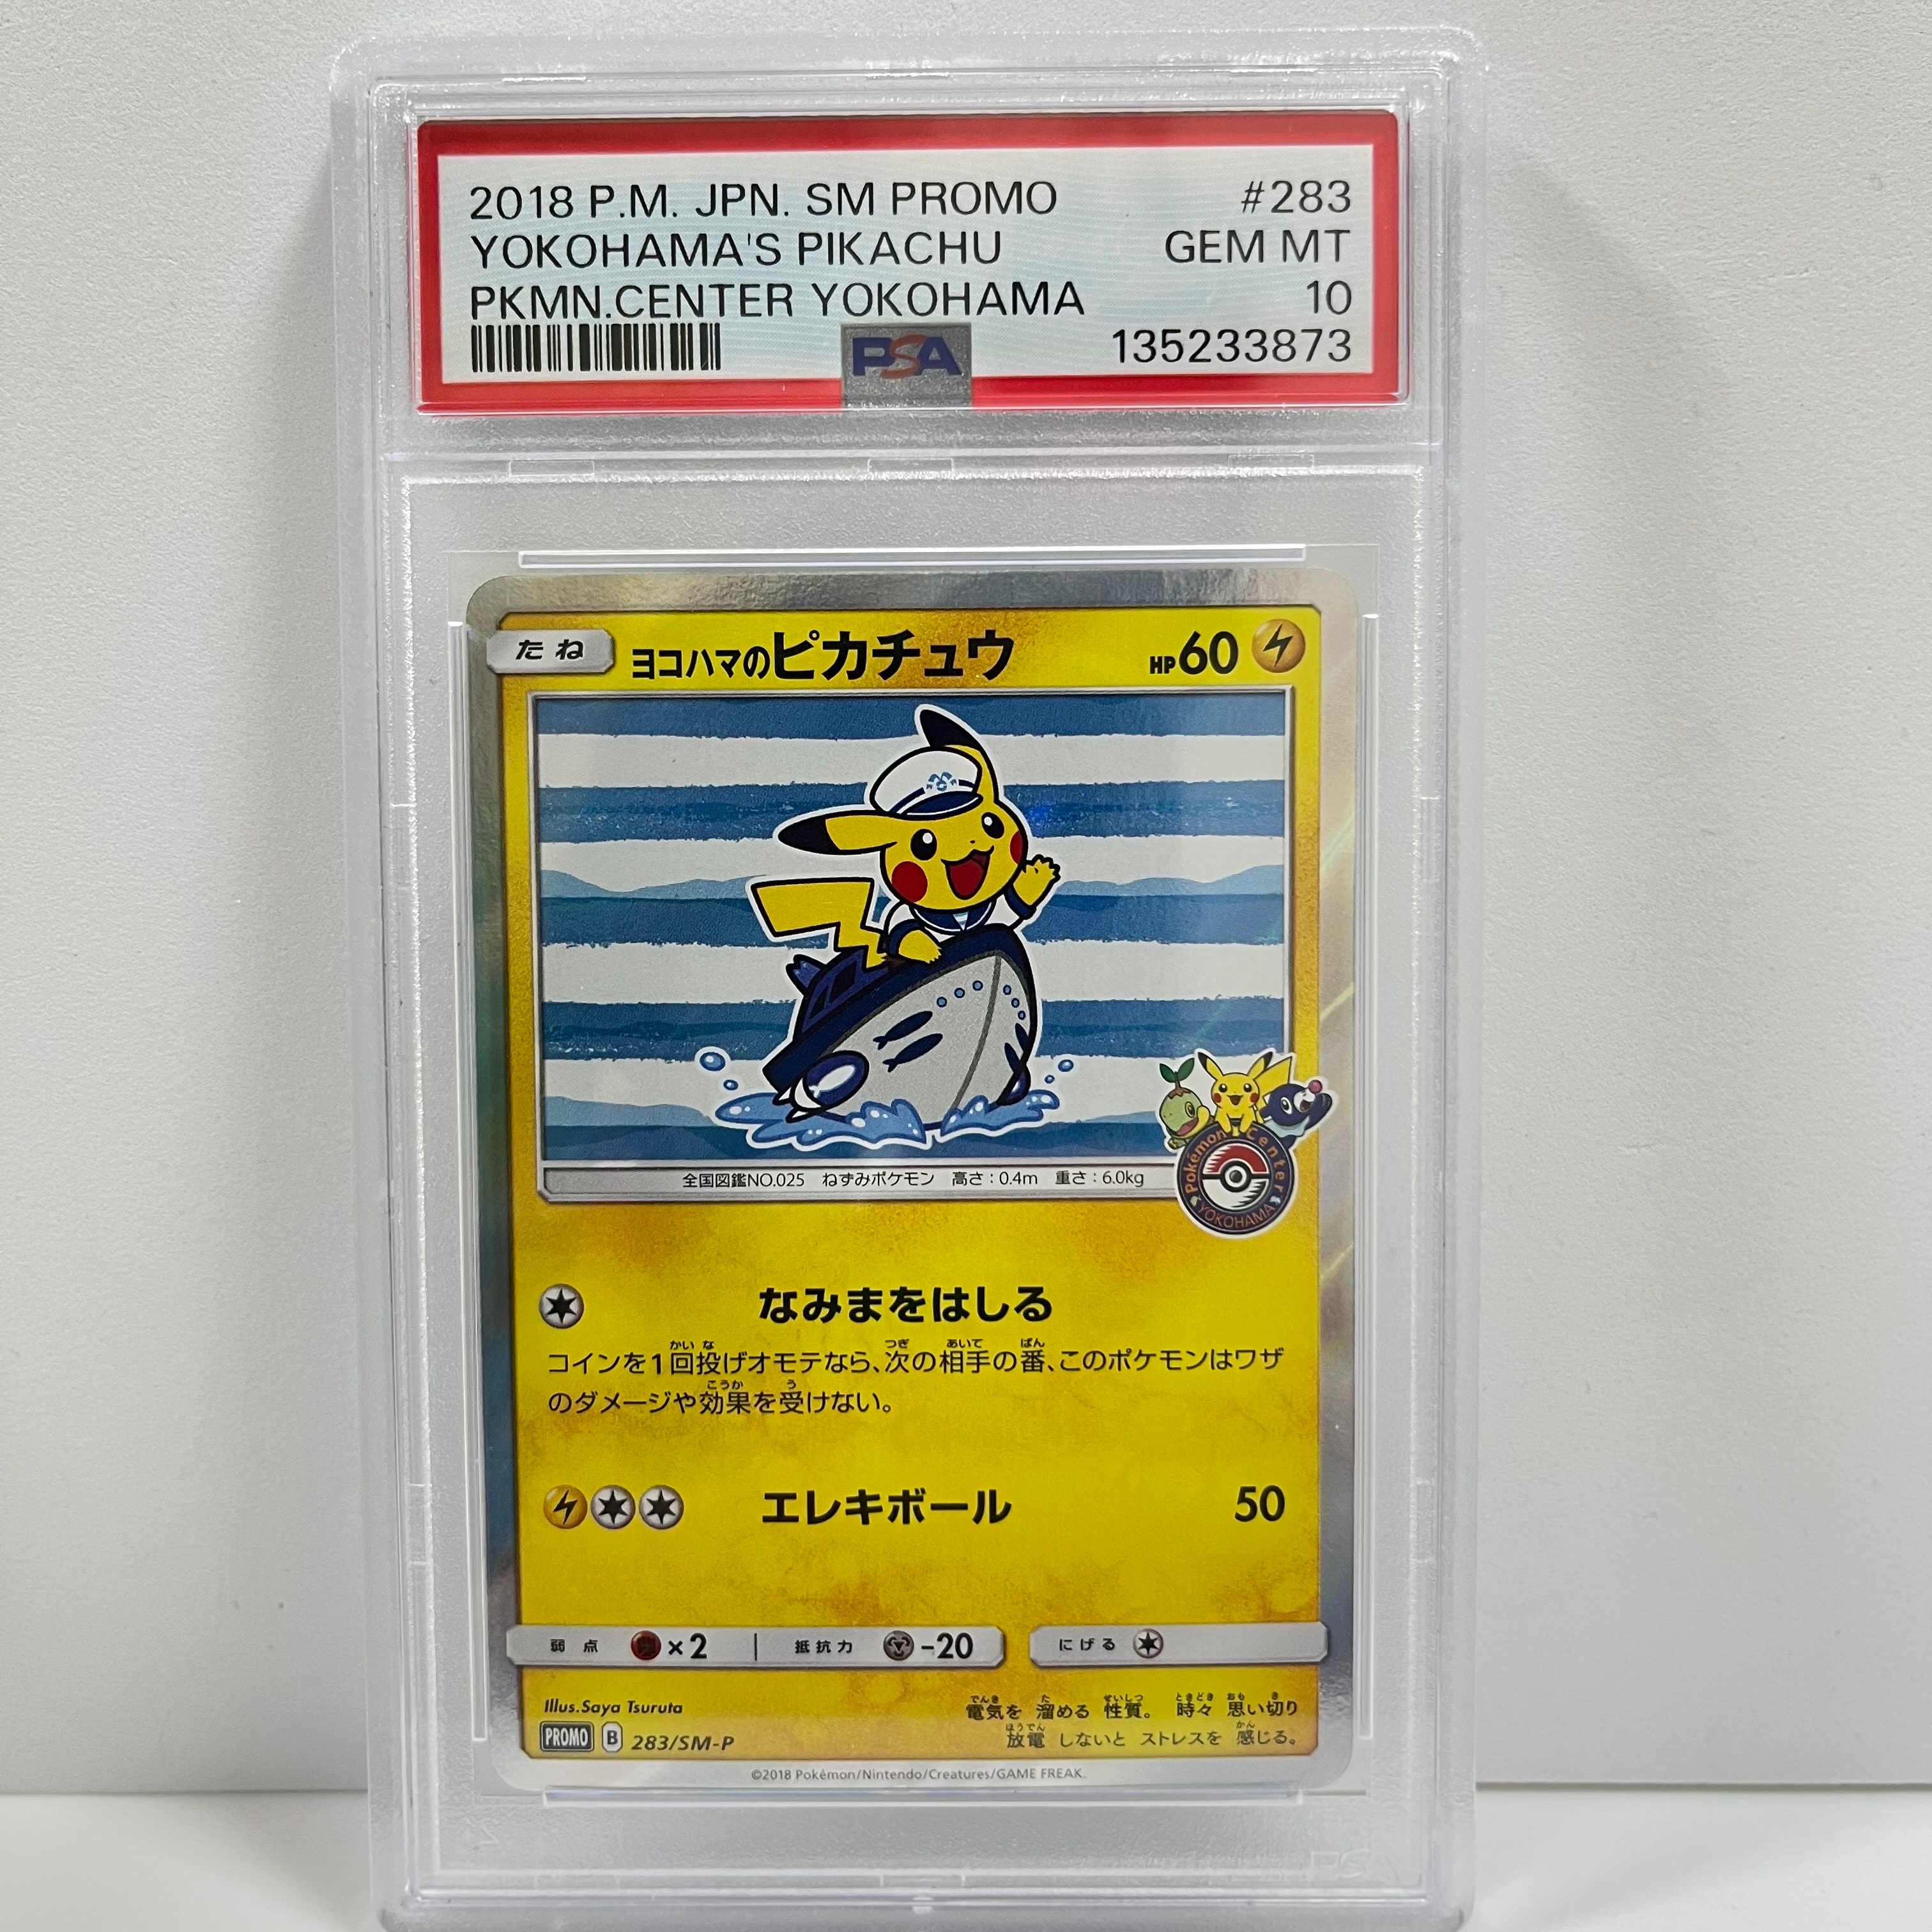 2018 P.M. JPN. SM PROMO #283
YOKOHAMA'S PIKACHU GEM MT
PKMN.CENTER YOKOHAMA 10
PSA 135233873
たね ヨコハマのピカチュウ HP60
全国図鑑NO.025 ねずみポケモン 高さ:0.4m 重さ:6.0kg
Pokémon Center
YOKOHAMA
なみまをはしる
コインを1回投げオモテなら、次の相手の番、このポケモンはワザ
のダメージや効果を受けない。
エレキボール 50
弱点 ×2 抵抗力 -20 にげる
Illus.Saya Tsuruta
電気を 溜める 性質。 時々 思い切り
放電 しないと ストレスを 感じる。
PROMO B 283/SM-P
©2018 Pokémon/Nintendo/Creatures/GAME FREAK.